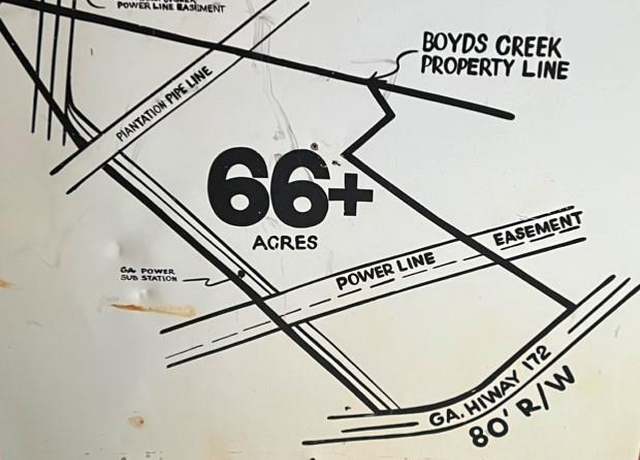 POWER LINE EASEMENT
BOYDS CREEK
PROPERTY LINE
PLANTATION PIPE LINE
66+
ACRES
EASEMENT
POWER LINE
GA. POWER
SUB STATION
GA. HIWAY 172
80' R/W